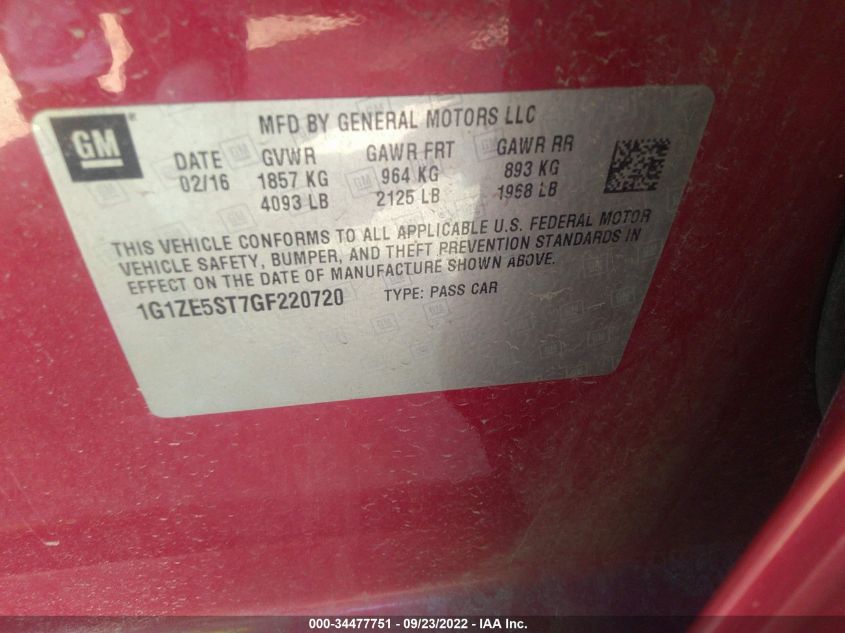 GM
MFD BY GENERAL MOTORS LLC
DATE GVWR GAWR FRT GAWR RR
02/16 1857 KG 964 KG 893 KG
4093 LB 2125 LB 1968 LB
THIS VEHICLE CONFORMS TO ALL APPLICABLE U.S. FEDERAL MOTOR
VEHICLE SAFETY, BUMPER, AND THEFT PREVENTION STANDARDS IN
EFFECT ON THE DATE OF MANUFACTURE SHOWN ABOVE.
1G1ZE5ST7GF220720 TYPE: PASS CAR
000-34477751 - 09/23/2022 - IAA Inc.